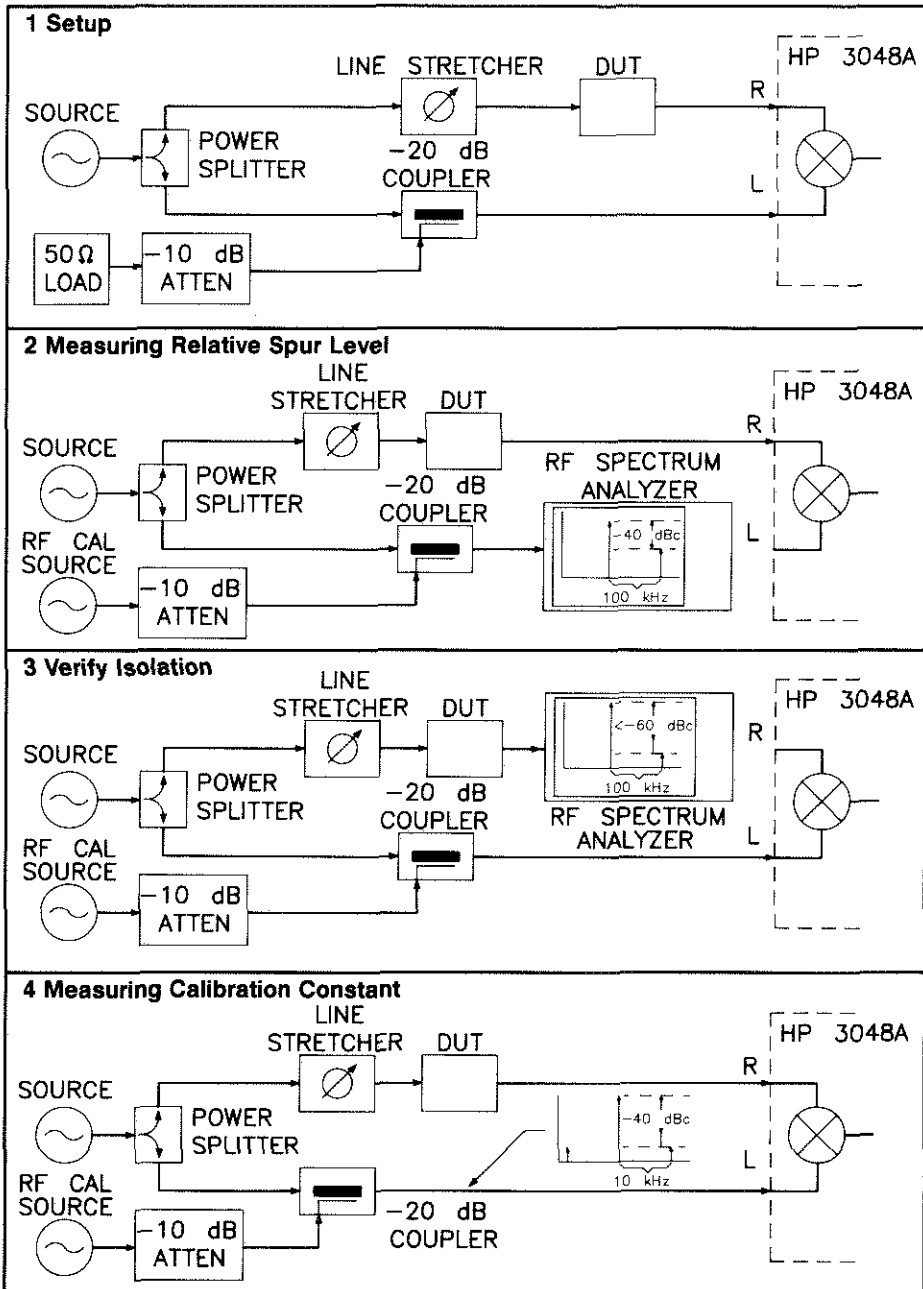 1 Setup
HP 3048A
LINE STRETCHER
DUT
R
SOURCE
POWER
SPLITTER
-20 dB
COUPLER
L
50Ω
LOAD
-10 dB
ATTEN
2 Measuring Relative Spur Level
LINE
STRETCHER
DUT
HP 3048A
R
SOURCE
POWER
SPLITTER
-20 dB
COUPLER
RF SPECTRUM
ANALYZER
-40 dBc
100 kHz
L
RF CAL
SOURCE
-10 dB
ATTEN
3 Verify Isolation
LINE
STRETCHER
DUT
<-60 dBc
100 kHz
HP 3048A
R
SOURCE
POWER
SPLITTER
-20 dB
COUPLER
RF SPECTRUM
ANALYZER
L
RF CAL
SOURCE
-10 dB
ATTEN
4 Measuring Calibration Constant
LINE
STRETCHER
DUT
HP 3048A
R
SOURCE
POWER
SPLITTER
-40 dBc
10 kHz
L
RF CAL
SOURCE
-20 dB
COUPLER
-10 dB
ATTEN